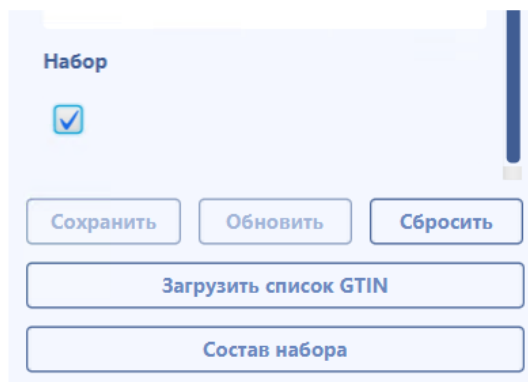 Набор
Сохранить Обновить Сбросить
Загрузить список GTIN
Состав набора